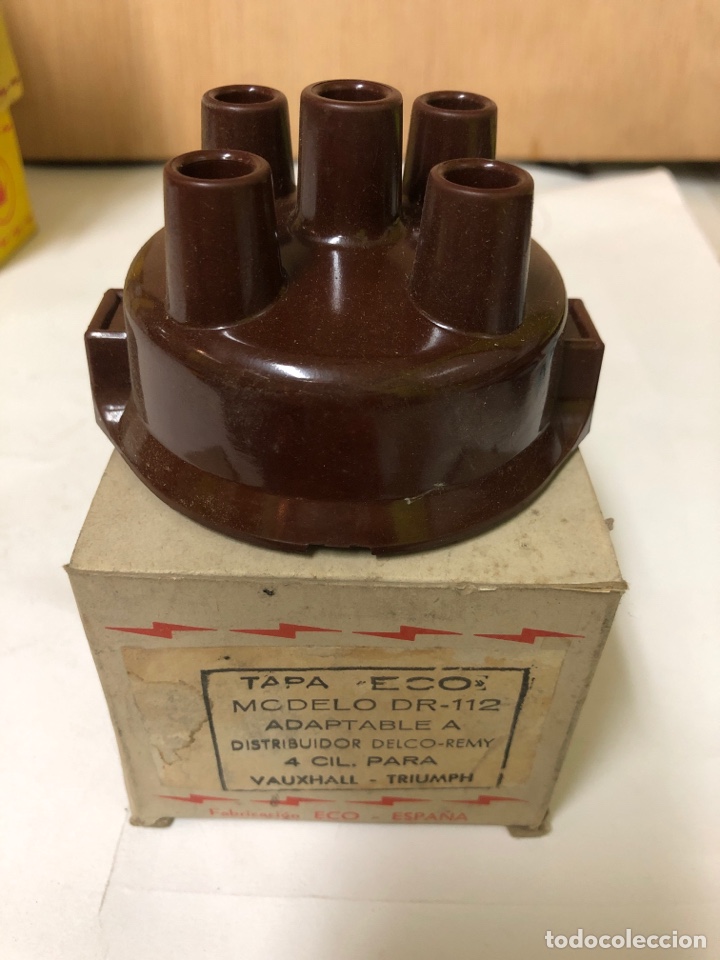 TAPA "ECO"
MODELO DR-112
ADAPTABLE A
DISTRIBUIDOR DELCO-REMY
4 CIL. PARA
VAUXHALL - TRIUMPH
Fabricación ECO - ESPAÑA
todocoleccion